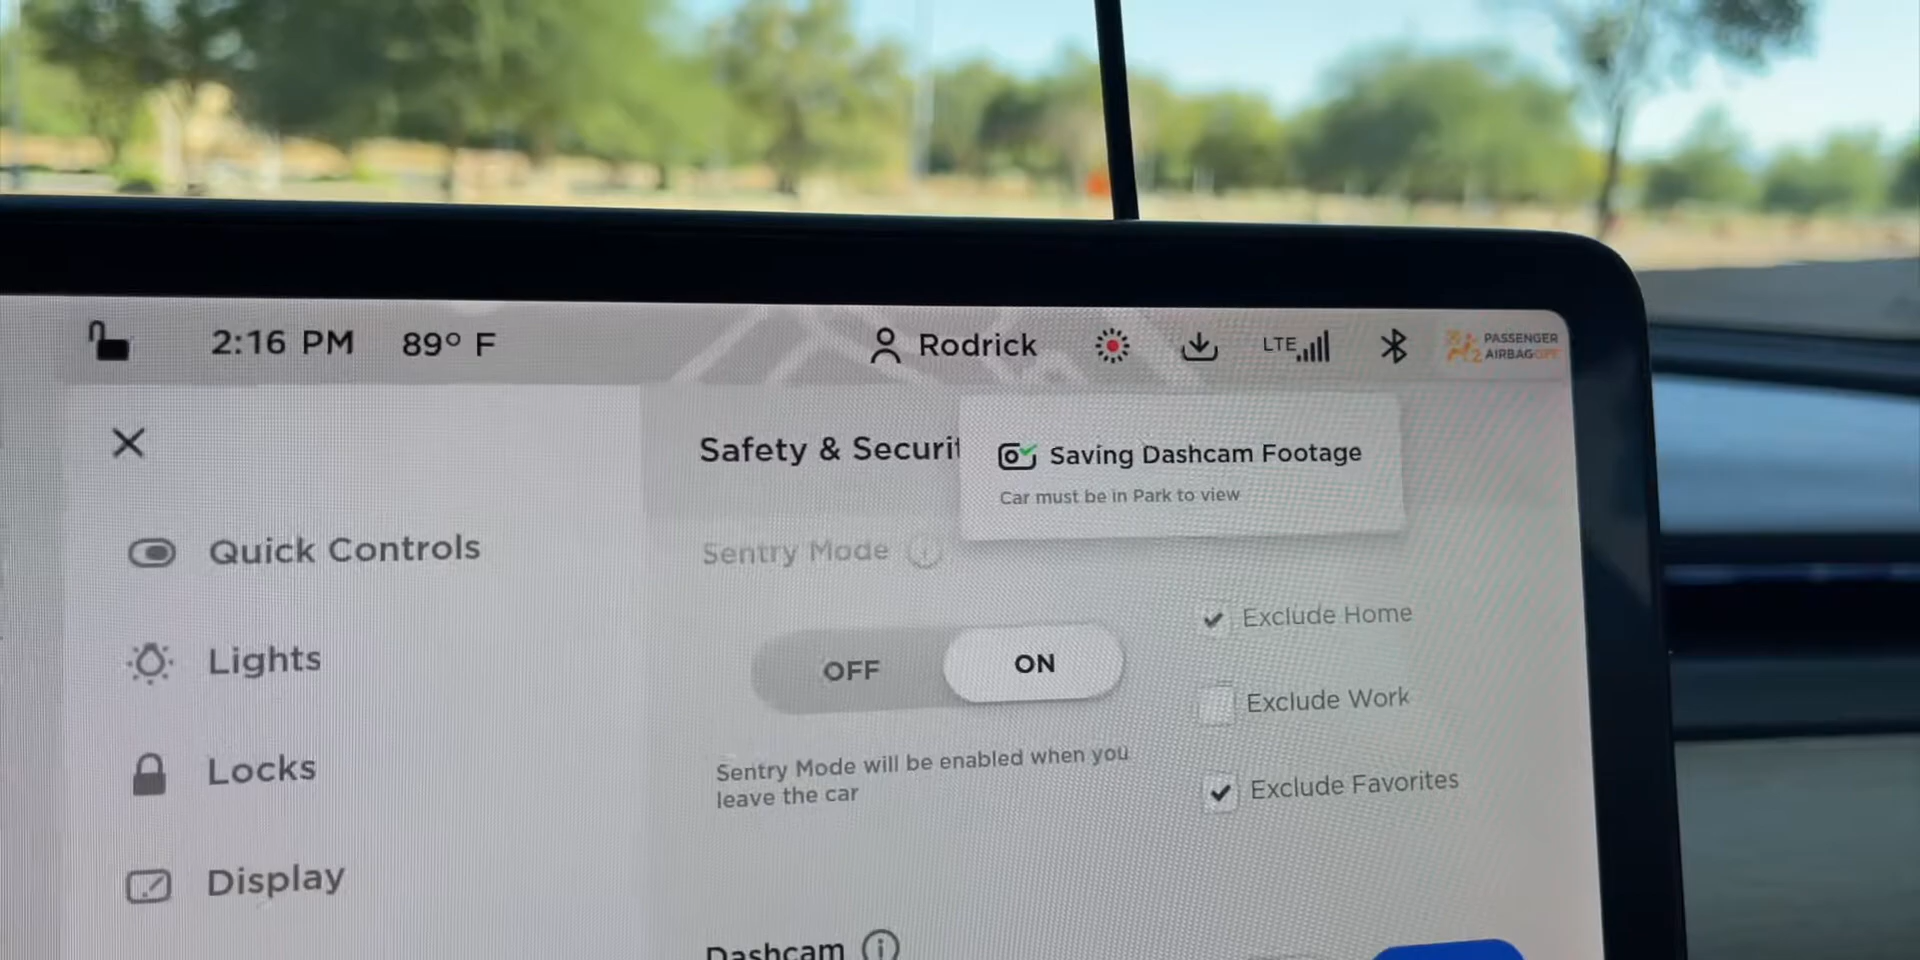 2:16 PM 89° F Rodrick LTE PASSENGER
AIRBAG OFF
Safety & Securit
Saving Dashcam Footage
Car must be in Park to view
Quick Controls
Sentry Mode
Lights
OFF ON
Exclude Home
Exclude Work
Exclude Favorites
Locks
Sentry Mode will be enabled when you
leave the car
Display
Dashcam